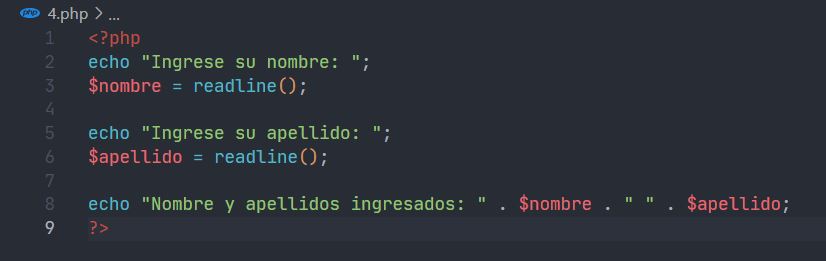 php 4.php > ...
1 <?php
2 echo "Ingrese su nombre: ";
3 $nombre = readline();
4
5 echo "Ingrese su apellido: ";
6 $apellido = readline();
7
8 echo "Nombre y apellidos ingresados: " . $nombre . " " . $apellido;
9 ?>